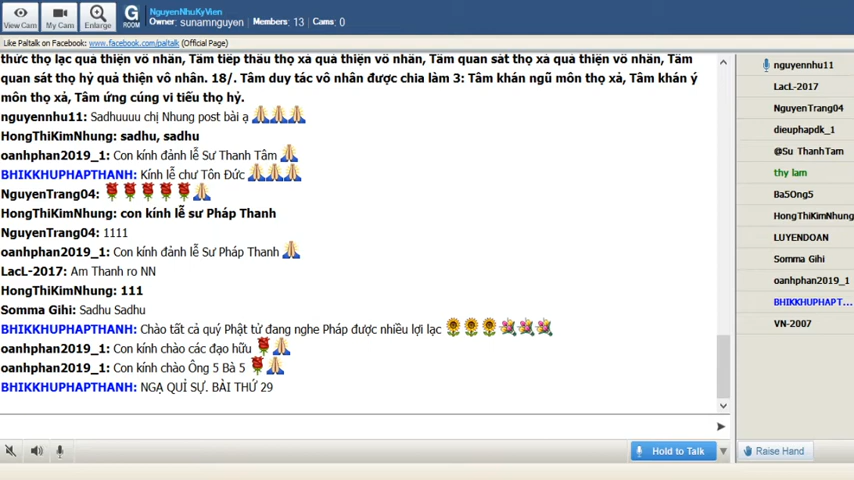 NguyenNhuKyVien
Owner: sunamnguyen Members: 13 Cams: 0
View Cam My Cam Enlarge G ROOM
Like Paltalk on Facebook: www.facebook.com/paltalk (Official Page)
thức thọ lạc quả thiện vô nhân, Tâm tiếp thâu thọ xả quả thiện vô nhân, Tâm quan sát thọ xả quả thiện vô nhân, Tâm
quan sát thọ hỷ quả thiện vô nhân. 18/. Tâm duy tác vô nhân được chia làm 3: Tâm khán ngũ môn thọ xả, Tâm khán ý
môn thọ xả, Tâm ứng cúng vi tiếu thọ hỷ.
nguyennhu11: Sadhuuuu chị Nhung post bài ạ
HongThiKimNhung: sadhu, sadhu
oanhphan2019_1: Con kính đảnh lễ Sư Thanh Tâm
BHIKKHUPHAPTHANH: Kính lễ chư Tôn Đức
NguyenTrang04:
HongThiKimNhung: con kính lễ sư Pháp Thanh
NguyenTrang04: 1111
oanhphan2019_1: Con kính đảnh lễ Sư Pháp Thanh
LacL-2017: Am Thanh ro NN
HongThiKimNhung: 111
Somma Gihi: Sadhu Sadhu
BHIKKHUPHAPTHANH: Chào tất cả quý Phật tử đang nghe Pháp được nhiều lợi lạc
oanhphan2019_1: Con kính chào các đạo hữu
oanhphan2019_1: Con kính chào Ông 5 Bà 5
BHIKKHUPHAPTHANH: NGẠ QUỈ SỰ. BÀI THỨ 29
nguyennhu11
LacL-2017
NguyenTrang04
dieuphapdk_1
@Su ThanhTam
thy lam
Ba5Ong5
HongThiKimNhung
LUYENDOAN
Somma Gihi
oanhphan2019_1
BHIKKHUPHAPT...
VN-2007
Hold to Talk
Raise Hand